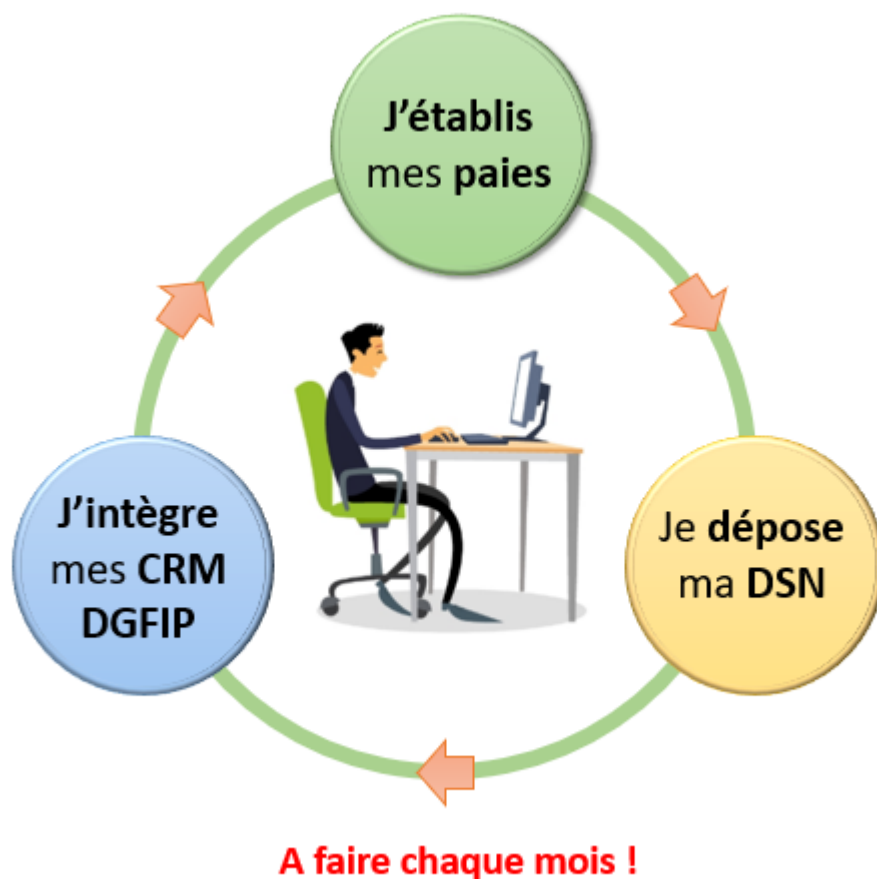 J’établis
mes paies
Je dépose
ma DSN
J’intègre
mes CRM
DGFIP
A faire chaque mois !